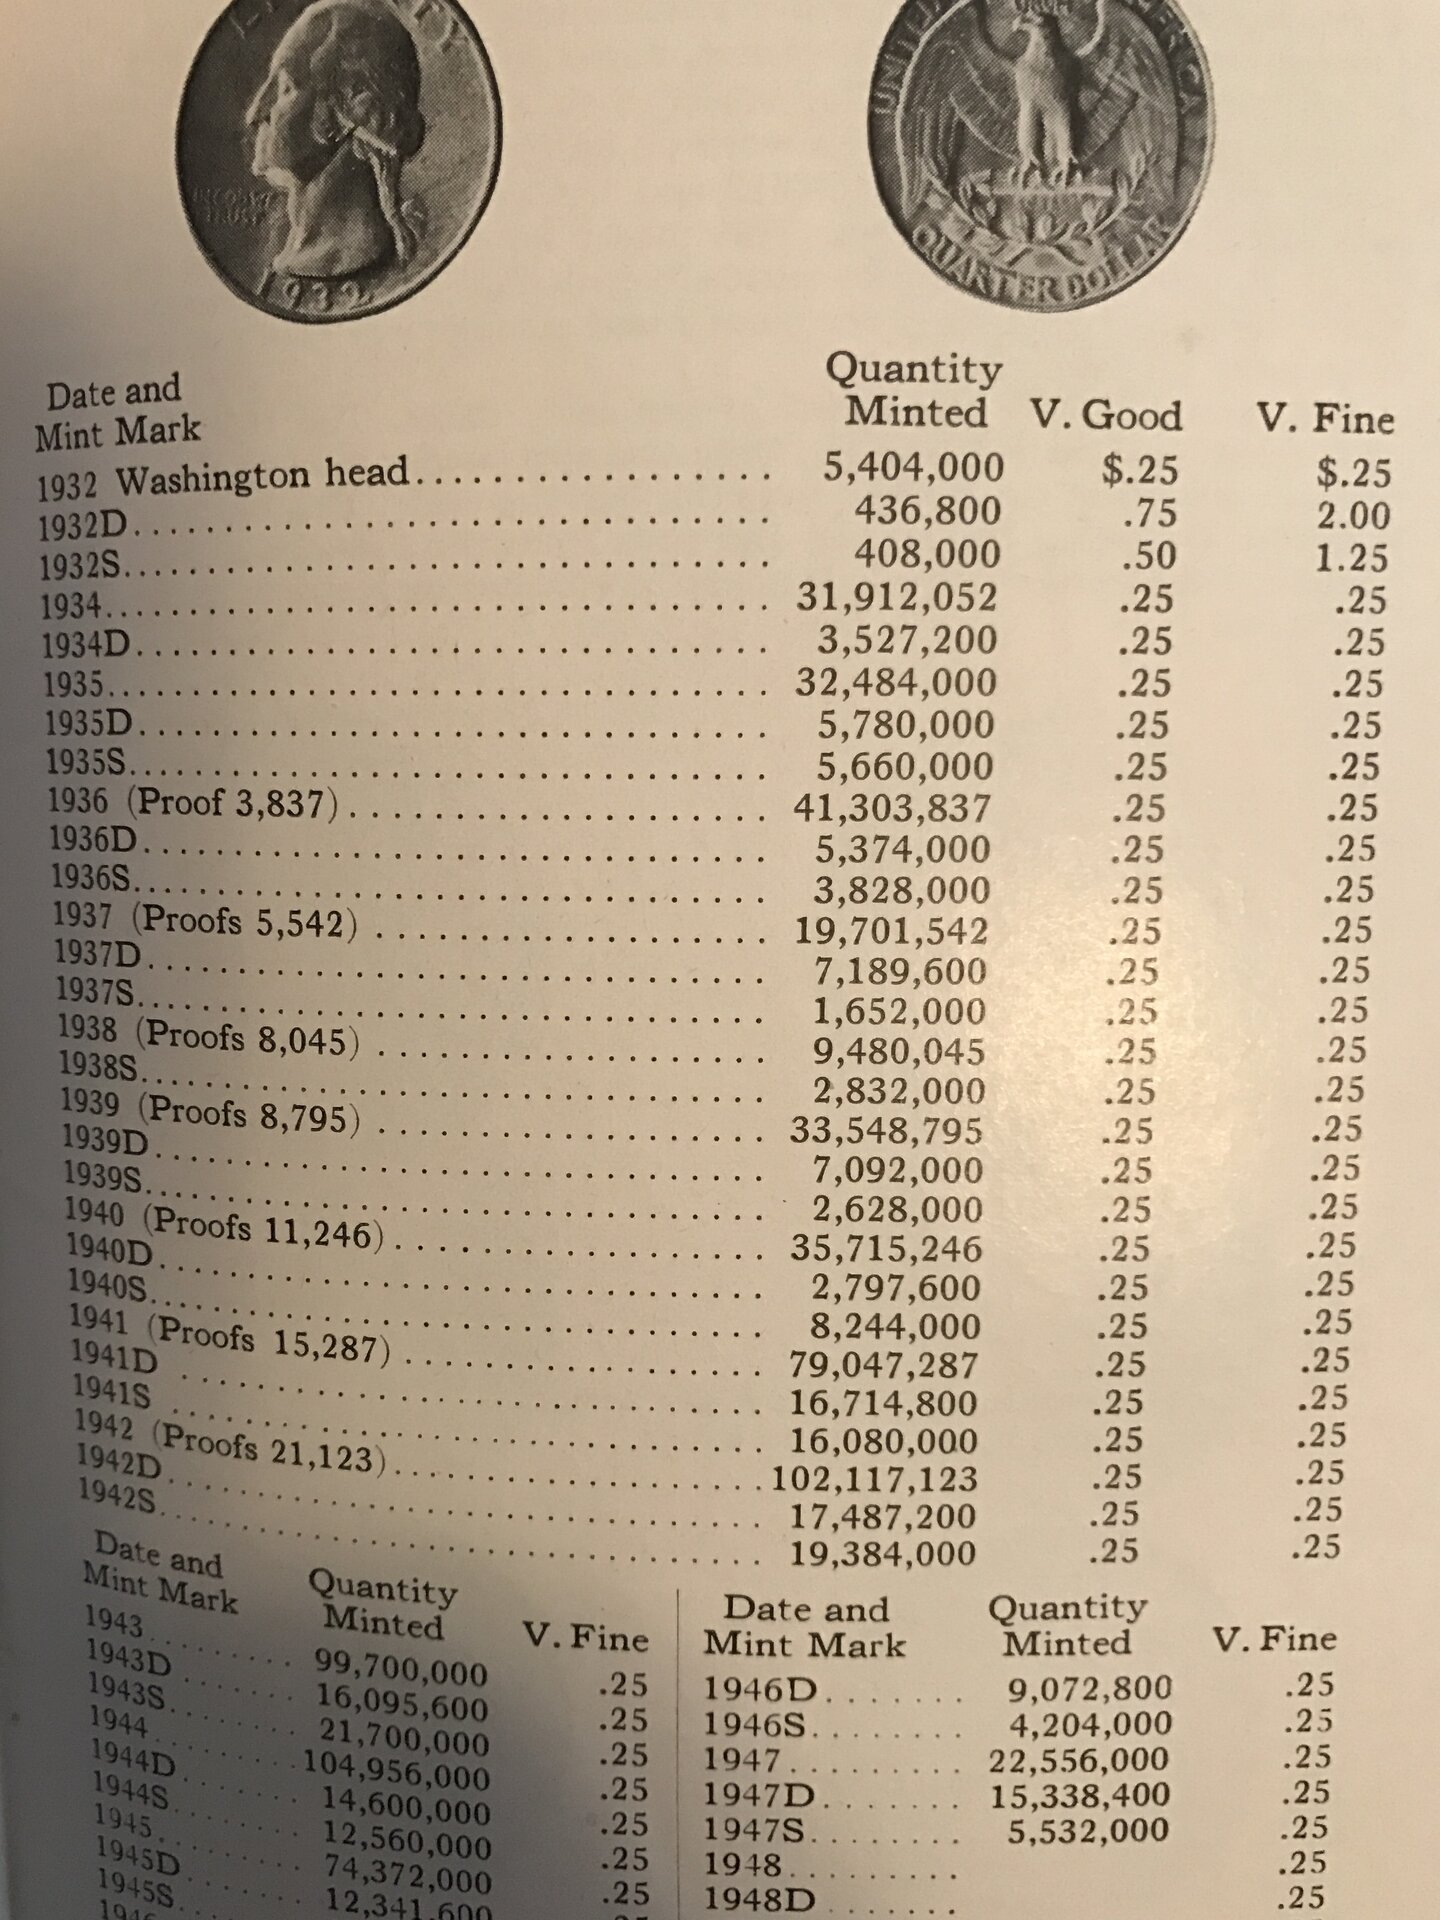 LIBERTY
IN GOD WE
TRUST
1932
UNITED AMERICA
QUARTER DOLLAR
Date and Quantity
Mint Mark Minted V. Good V. Fine
1932 Washington head................. 5,404,000 $.25 $.25
1932D............................... 436,800 .75 2.00
1932S............................... 408,000 .50 1.25
1934................................ 31,912,052 .25 .25
1934D............................... 3,527,200 .25 .25
1935................................ 32,484,000 .25 .25
1935D............................... 5,780,000 .25 .25
1935S............................... 5,660,000 .25 .25
1936 (Proof 3,837)..................... 41,303,837 .25 .25
1936D............................... 5,374,000 .25 .25
1936S............................... 3,828,000 .25 .25
1937 (Proofs 5,542) ................... 19,701,542 .25 .25
1937D............................... 7,189,600 .25 .25
1937S............................... 1,652,000 .25 .25
1938 (Proofs 8,045) ................... 9,480,045 .25 .25
1938S............................... 2,832,000 .25 .25
1939 (Proofs 8,795) ................... 33,548,795 .25 .25
1939D............................... 7,092,000 .25 .25
1939S............................... 2,628,000 .25 .25
1940 (Proofs 11,246)................... 35,715,246 .25 .25
1940D............................... 2,797,600 .25 .25
1940S............................... 8,244,000 .25 .25
1941 (Proofs 15,287) .................. 79,047,287 .25 .25
1941D .............................. 16,714,800 .25 .25
1941S .............................. 16,080,000 .25 .25
1942 (Proofs 21,123)................... 102,117,123 .25 .25
1942D............................... 17,487,200 .25 .25
1942S............................... 19,384,000 .25 .25
Date and Quantity
Mint Mark Minted V. Fine
1943........ 99,700,000 .25
1943D ....... 16,095,600 .25
1943S........ 21,700,000 .25
1944........ 104,956,000 .25
1944D........ 14,600,000 .25
1944S........ 12,560,000 .25
1945........ 74,372,000 .25
1945D ....... 12,341,600
1945S
1946
Date and Quantity
Mint Mark Minted V. Fine
1946D....... 9,072,800 .25
1946S........ 4,204,000 .25
1947......... 22,556,000 .25
1947D....... 15,338,400 .25
1947S........ 5,532,000 .25
1948......... .25
1948D ....... .25